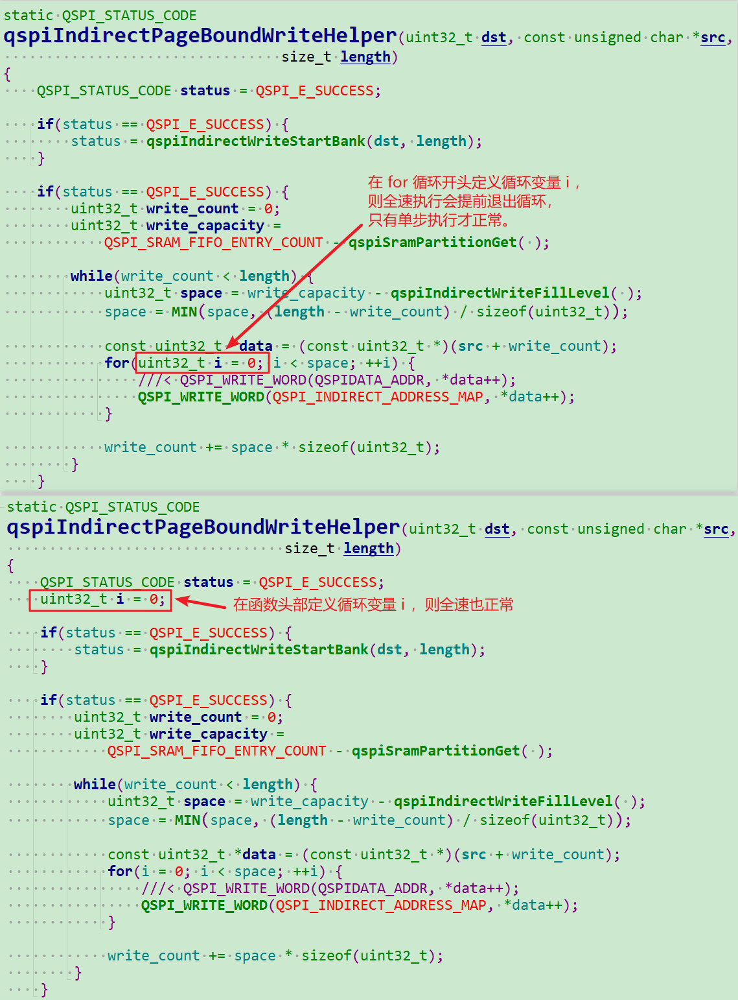 static QSPI_STATUS_CODE
qspiIndirectPageBoundWriteHelper(uint32_t dst, const unsigned char *src,
size_t length)
{
QSPI_STATUS_CODE status = QSPI_E_SUCCESS;
if(status == QSPI_E_SUCCESS) {
status = qspiIndirectWriteStartBank(dst, length);
}
在 for 循环开头定义循环变量 i，
则全速执行会提前退出循环，
只有单步执行才正常。
if(status == QSPI_E_SUCCESS) {
uint32_t write_count = 0;
uint32_t write_capacity =
QSPI_SRAM_FIFO_ENTRY_COUNT - qspiSramPartitionGet( );
while(write_count < length) {
uint32_t space = write_capacity - qspiIndirectWriteFillLevel( );
space = MIN(space, (length - write_count) / sizeof(uint32_t));
const uint32_t *data = (const uint32_t *)(src + write_count);
for(uint32_t i = 0; i < space; ++i) {
///< QSPI_WRITE_WORD(QSPIDATA_ADDR, *data++);
QSPI_WRITE_WORD(QSPI_INDIRECT_ADDRESS_MAP, *data++);
}
write_count += space * sizeof(uint32_t);
}
}
static QSPI_STATUS_CODE
qspiIndirectPageBoundWriteHelper(uint32_t dst, const unsigned char *src,
size_t length)
{
QSPI_STATUS_CODE status = QSPI_E_SUCCESS;
uint32_t i = 0;
在函数头部定义循环变量 i，则全速也正常
if(status == QSPI_E_SUCCESS) {
status = qspiIndirectWriteStartBank(dst, length);
}
if(status == QSPI_E_SUCCESS) {
uint32_t write_count = 0;
uint32_t write_capacity =
QSPI_SRAM_FIFO_ENTRY_COUNT - qspiSramPartitionGet( );
while(write_count < length) {
uint32_t space = write_capacity - qspiIndirectWriteFillLevel( );
space = MIN(space, (length - write_count) / sizeof(uint32_t));
const uint32_t *data = (const uint32_t *)(src + write_count);
for(i = 0; i < space; ++i) {
///< QSPI_WRITE_WORD(QSPIDATA_ADDR, *data++);
QSPI_WRITE_WORD(QSPI_INDIRECT_ADDRESS_MAP, *data++);
}
write_count += space * sizeof(uint32_t);
}
}